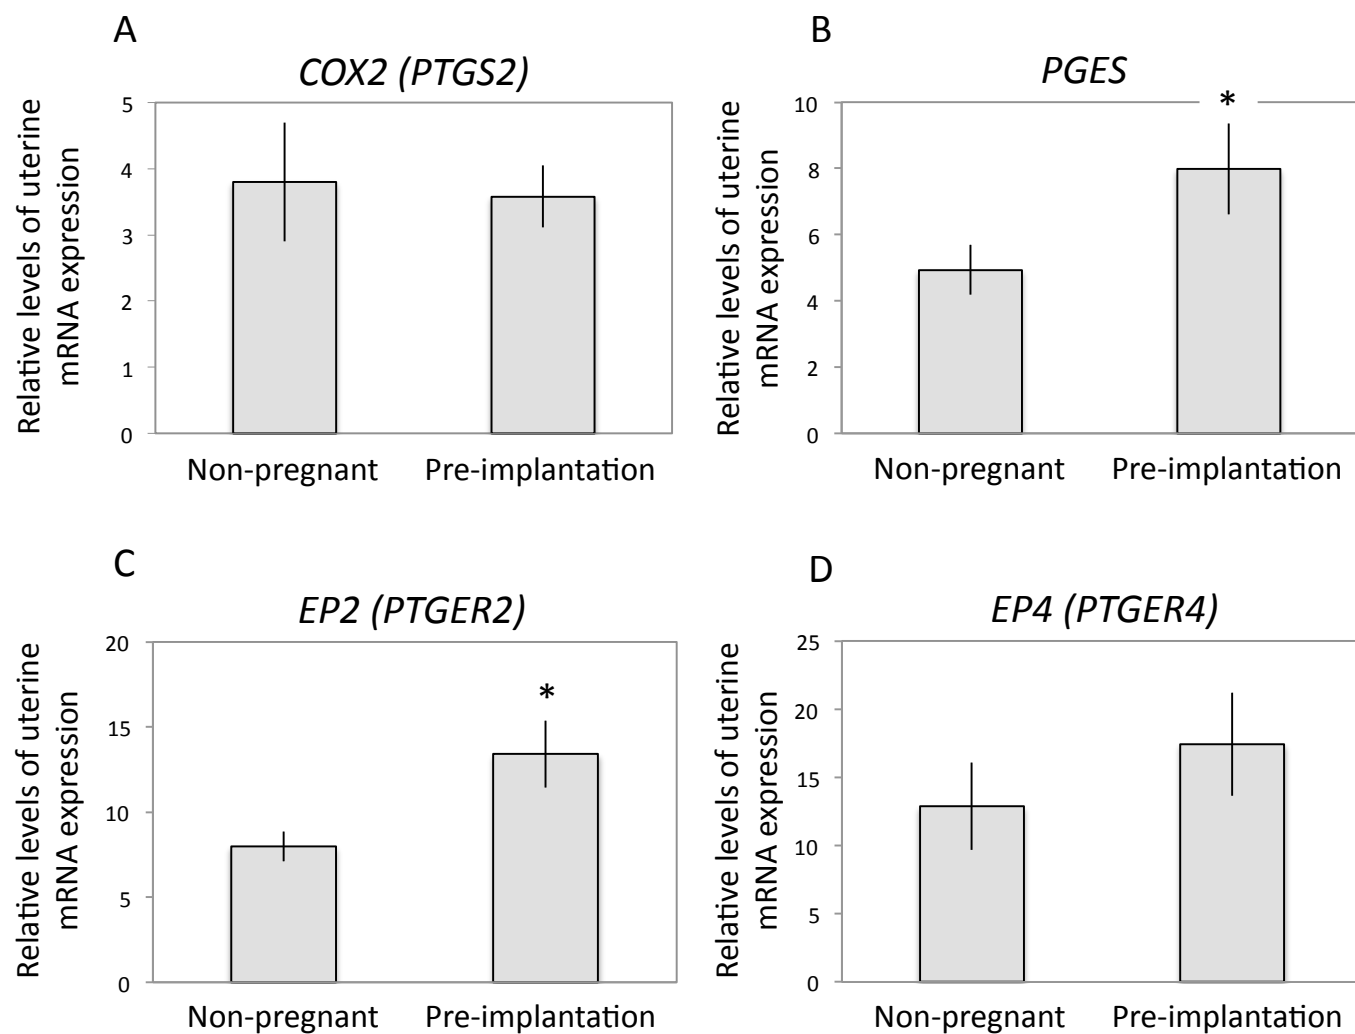 A
COX2 (PTGS2)
Relative levels of uterine
mRNA expression
5
4
3
2
1
0
Non-pregnant
Pre-implantation
B
PGES
Relative levels of uterine
mRNA expression
10
8
6
4
2
0
*
Non-pregnant
Pre-implantation
C
EP2 (PTGER2)
Relative levels of uterine
mRNA expression
20
15
10
5
0
*
Non-pregnant
Pre-implantation
D
EP4 (PTGER4)
Relative levels of uterine
mRNA expression
25
20
15
10
5
0
Non-pregnant
Pre-implantation